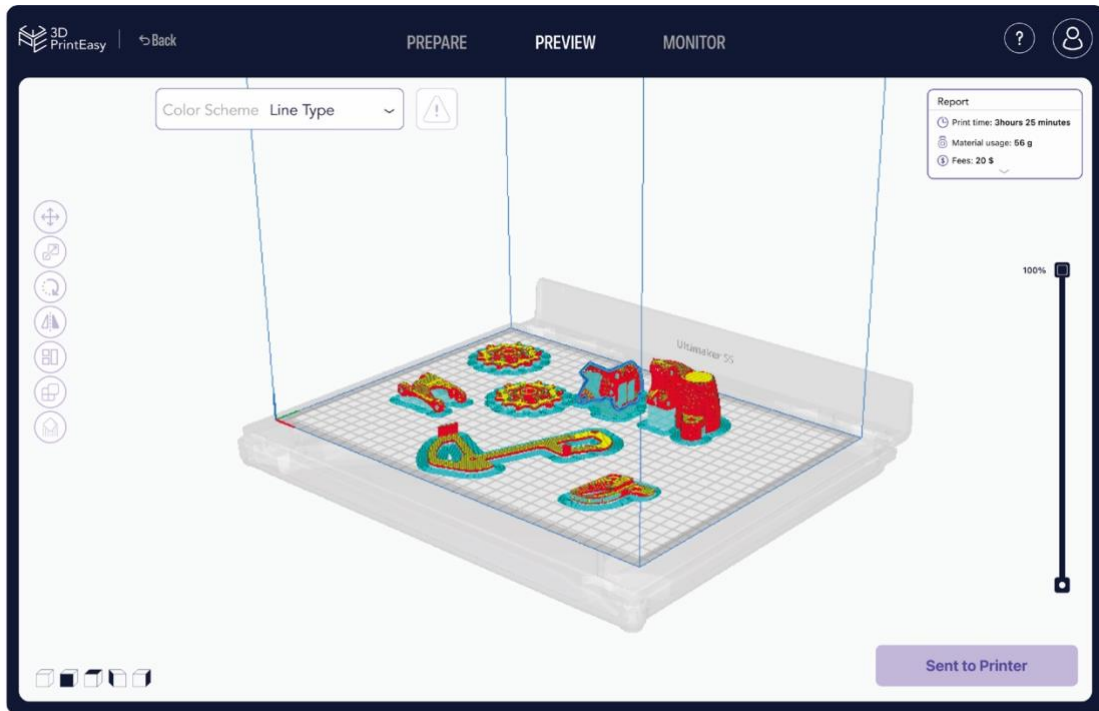 3D
PrintEasy
Back
PREPARE
PREVIEW
MONITOR
?
Color Scheme Line Type
Report
Print time: 3hours 25 minutes
Material usage: 56 g
Fees: 20 $
100%
Ultimaker S5
Sent to Printer